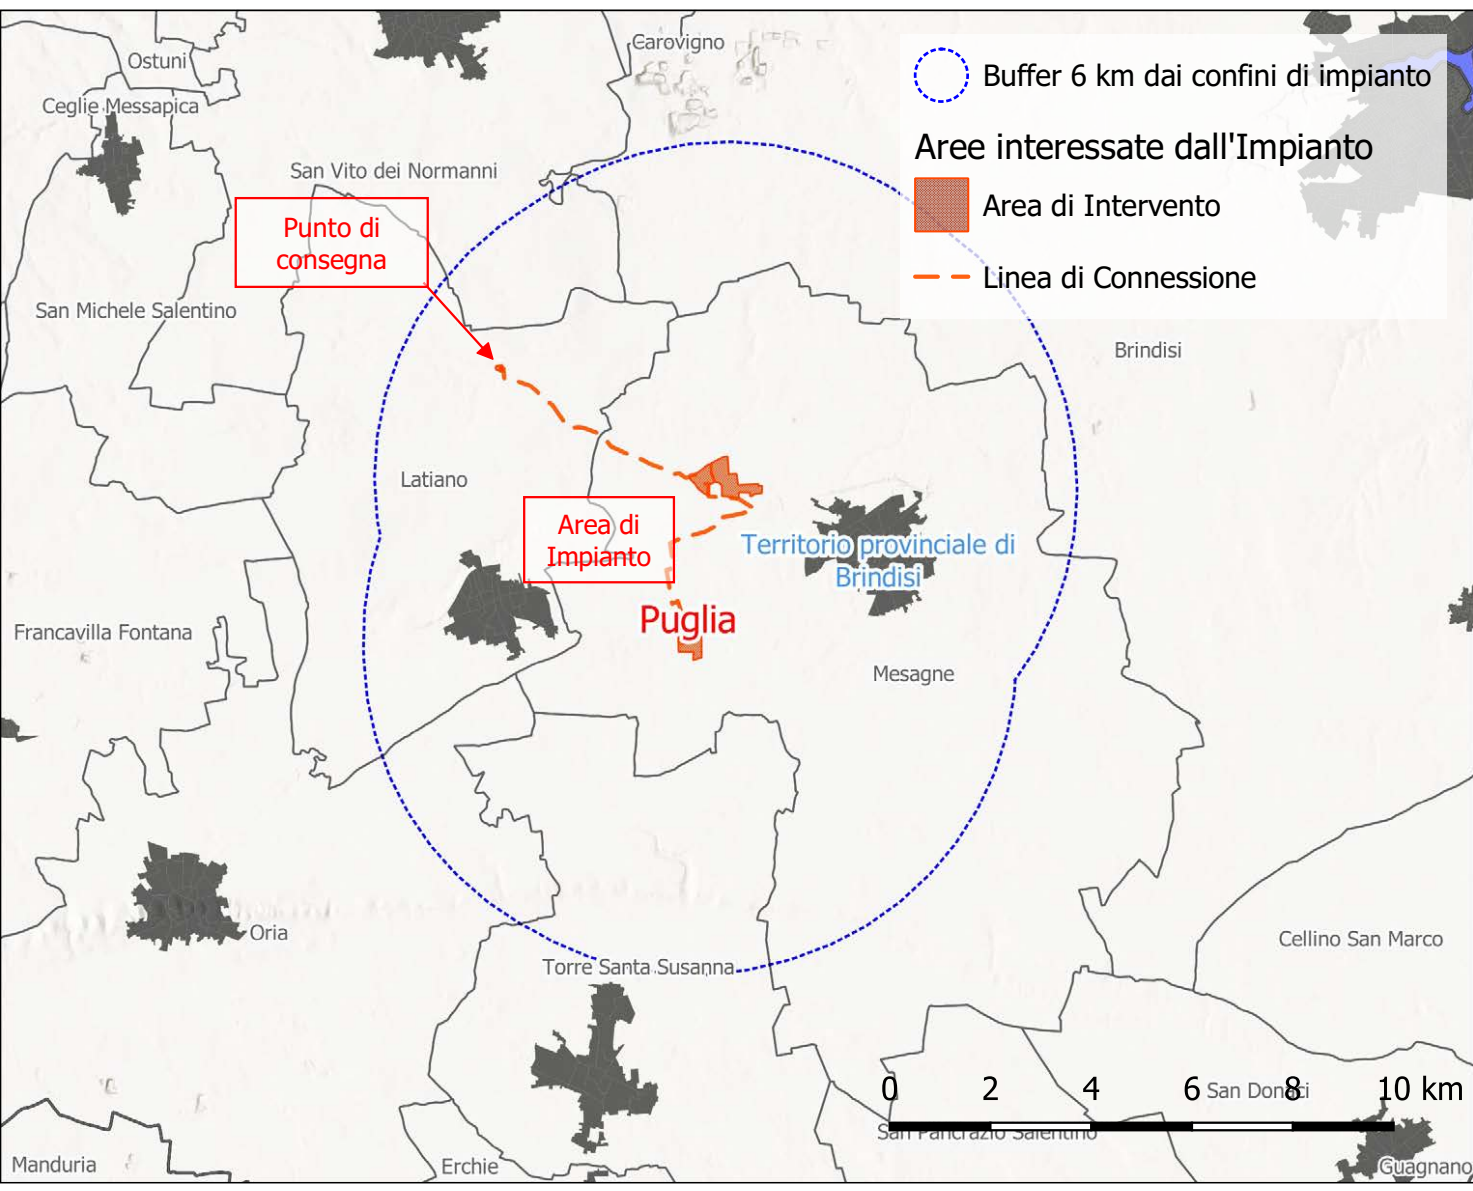 Carovigno
Ostuni
Ceglie Messapica
San Vito dei Normanni
Buffer 6 km dai confini di impianto
Aree interessate dall'Impianto
Area di Intervento
Linea di Connessione
Punto di
consegna
San Michele Salentino
Brindisi
Latiano
Area di
Impianto
Territorio provinciale di
Brindisi
Puglia
Francavilla Fontana
Mesagne
Oria
Cellino San Marco
Torre Santa Susanna
0 2 4 6 8 10 km
San Donaci
San Pancrazio Salentino
Manduria
Erchie
Guagnano